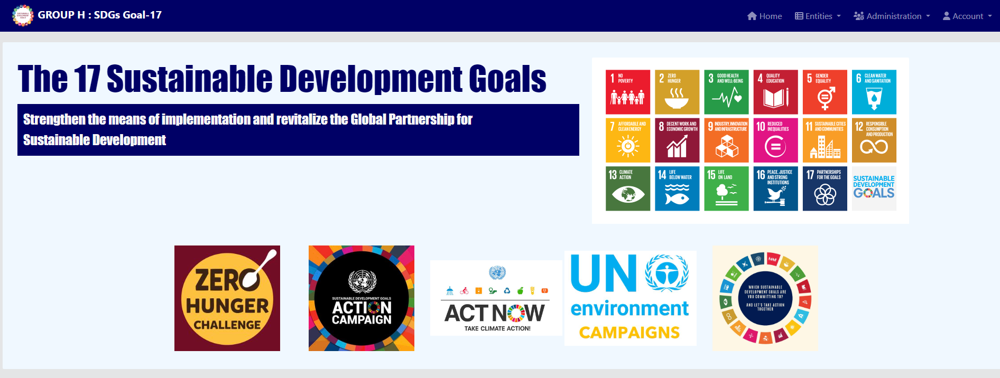 SUSTAINABLE
DEVELOPMENT
GOALS
GROUP H : SDGs Goal-17
Home
Entities
Administration
Account
The 17 Sustainable Development Goals
Strengthen the means of implementation and revitalize the Global Partnership for
Sustainable Development
1 NO
POVERTY
2 ZERO
HUNGER
3 GOOD HEALTH
AND WELL-BEING
4 QUALITY
EDUCATION
5 GENDER
EQUALITY
6 CLEAN WATER
AND SANITATION
7 AFFORDABLE AND
CLEAN ENERGY
8 DECENT WORK AND
ECONOMIC GROWTH
9 INDUSTRY, INNOVATION
AND INFRASTRUCTURE
10 REDUCED
INEQUALITIES
11 SUSTAINABLE CITIES
AND COMMUNITIES
12 RESPONSIBLE
CONSUMPTION
AND PRODUCTION
13 CLIMATE
ACTION
14 LIFE
BELOW WATER
15 LIFE
ON LAND
16 PEACE, JUSTICE
AND STRONG
INSTITUTIONS
17 PARTNERSHIPS
FOR THE GOALS
SUSTAINABLE
DEVELOPMENT
GOALS
ZERO
HUNGER
CHALLENGE
SUSTAINABLE DEVELOPMENT GOALS
ACTION
CAMPAIGN
ACT NOW
TAKE CLIMATE ACTION!
UN
environment
CAMPAIGNS
WHICH SUSTAINABLE
DEVELOPMENT GOALS ARE
YOU COMMITTING TO?
AND LET'S TAKE ACTION
TOGETHER